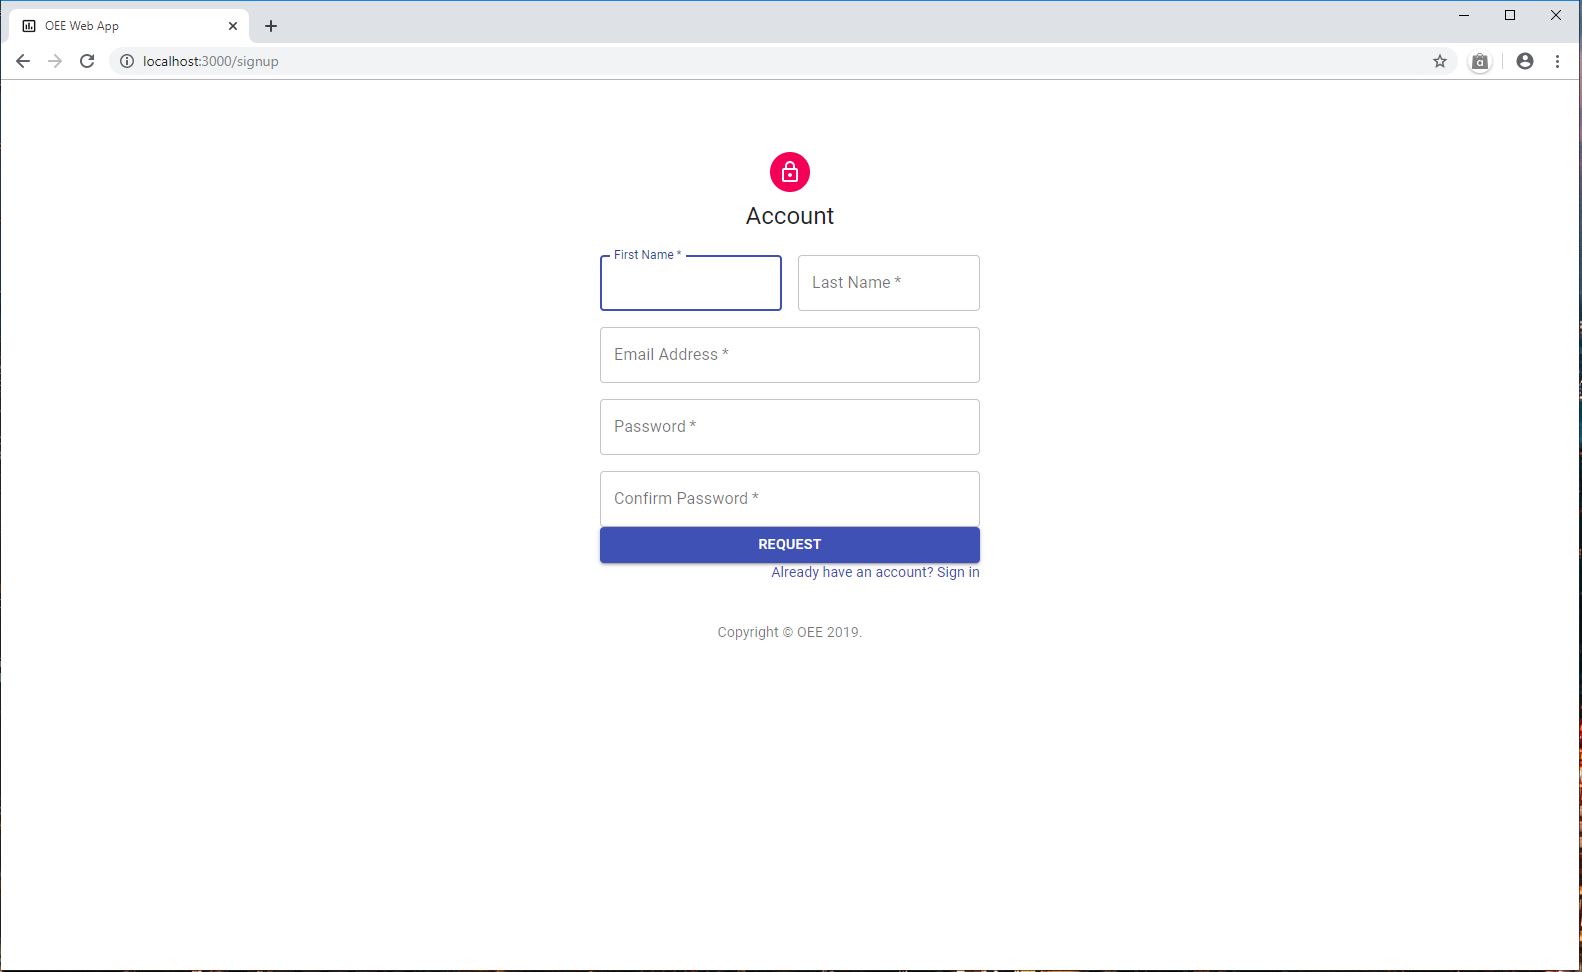 OEE Web App
localhost:3000/signup
Account
First Name *
Last Name *
Email Address *
Password *
Confirm Password *
REQUEST
Already have an account? Sign in
Copyright © OEE 2019.